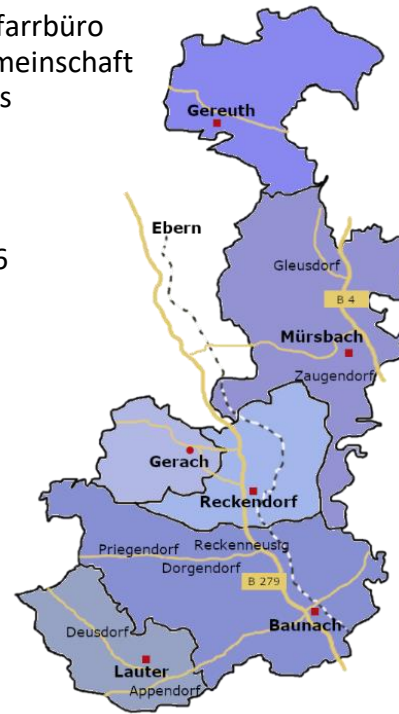 farrbüro
meinschaft
s
6
Gereuth
Ebern
Gleusdorf
B 4
Mürsbach
Zaugendorf
Gerach
Reckendorf
Reckenneusig
Priegendorf
Dorgendorf
B 279
Baunach
Deusdorf
Lauter
Appendorf